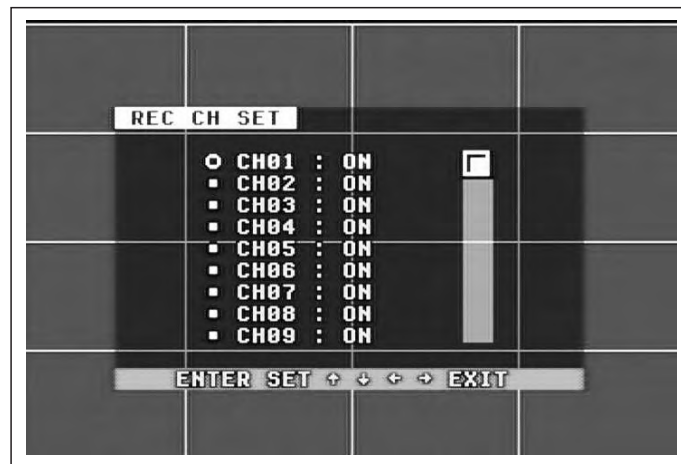 REC CH SET
CH01 : ON
CH02 : ON
CH03 : ON
CH04 : ON
CH05 : ON
CH06 : ON
CH07 : ON
CH08 : ON
CH09 : ON
ENTER SET ↑ ↓ ← → EXIT